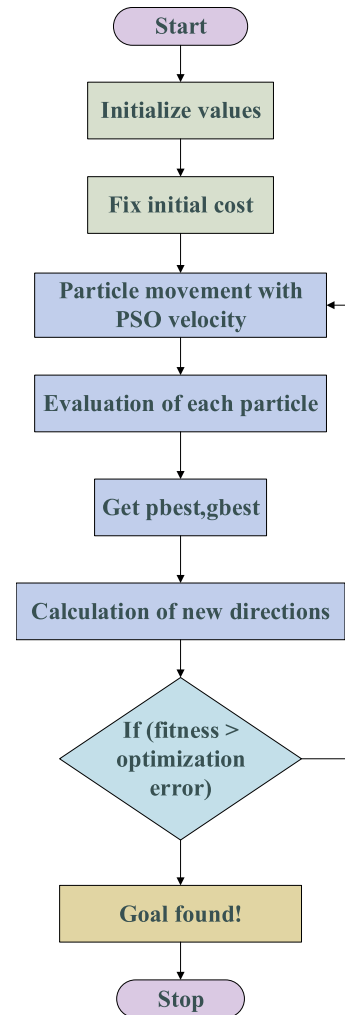 Start
Initialize values
Fix initial cost
Particle movement with
PSO velocity
Evaluation of each particle
Get pbest,gbest
Calculation of new directions
If (fitness >
optimization
error)
Goal found!
Stop